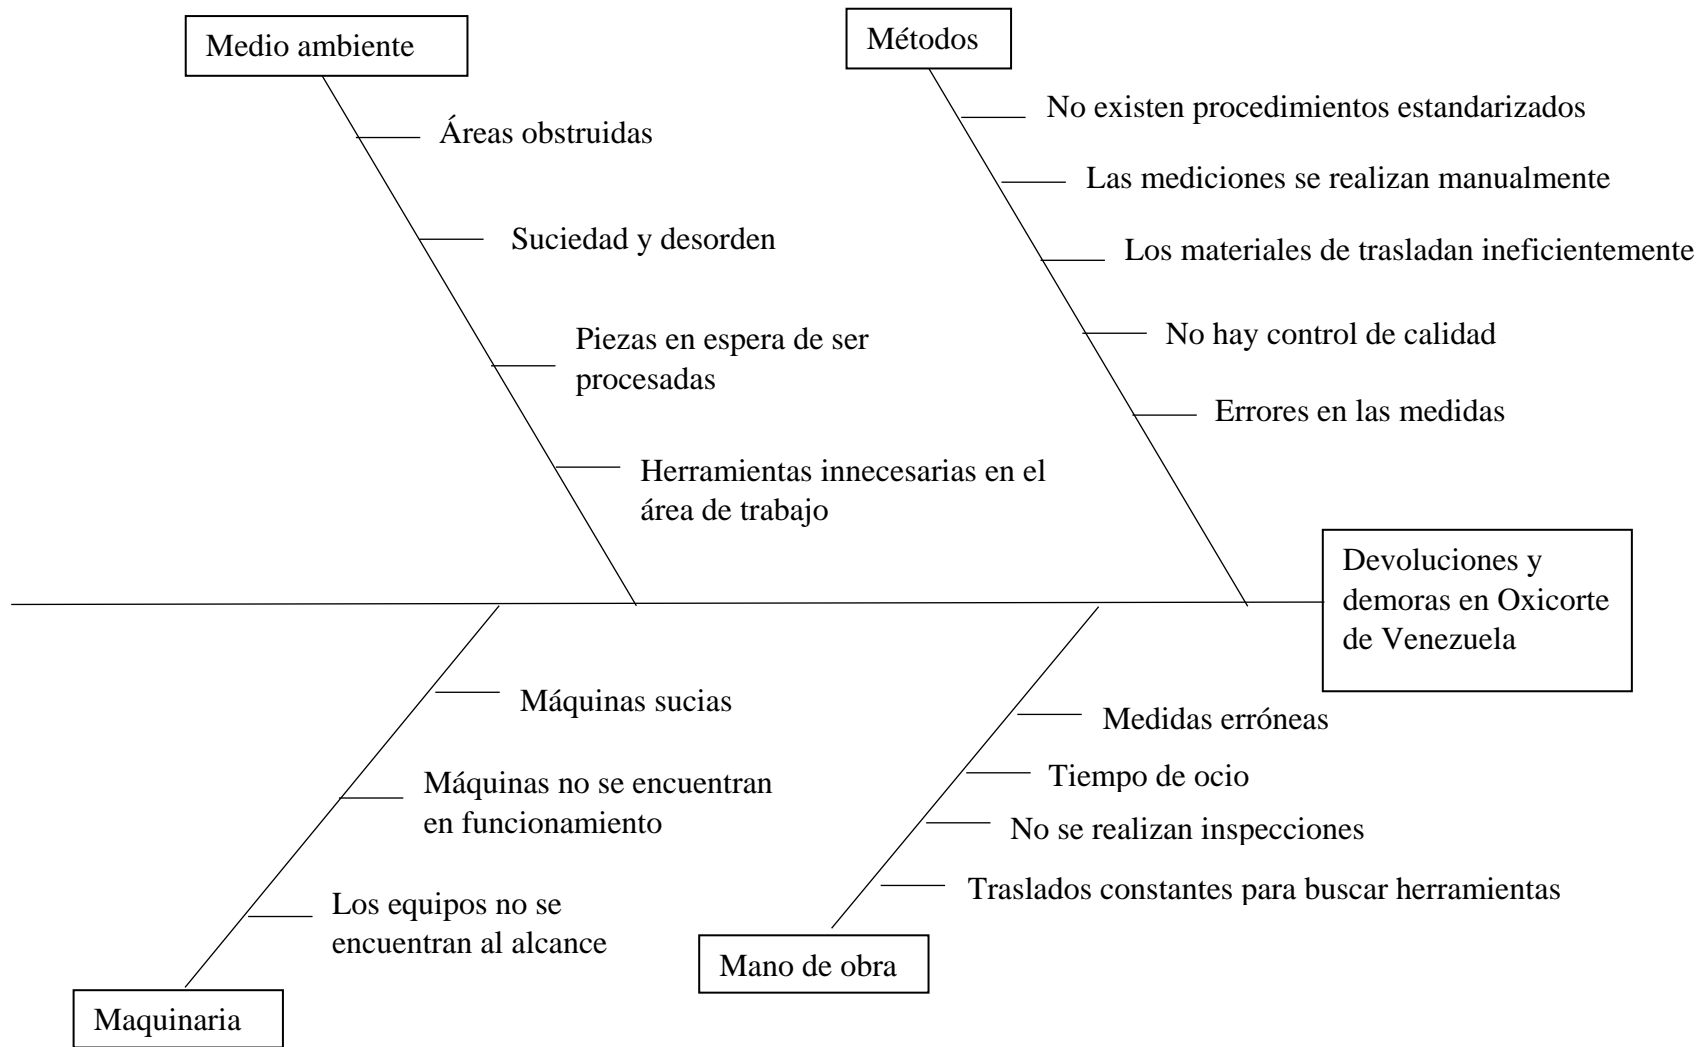 Medio ambiente
Áreas obstruidas
Suciedad y desorden
Piezas en espera de ser
procesadas
Herramientas innecesarias en el
área de trabajo
Métodos
No existen procedimientos estandarizados
Las mediciones se realizan manualmente
Los materiales de trasladan ineficientemente
No hay control de calidad
Errores en las medidas
Devoluciones y
demoras en Oxicorte
de Venezuela
Máquinas sucias
Máquinas no se encuentran
en funcionamiento
Los equipos no se
encuentran al alcance
Maquinaria
Medidas erróneas
Tiempo de ocio
No se realizan inspecciones
Traslados constantes para buscar herramientas
Mano de obra